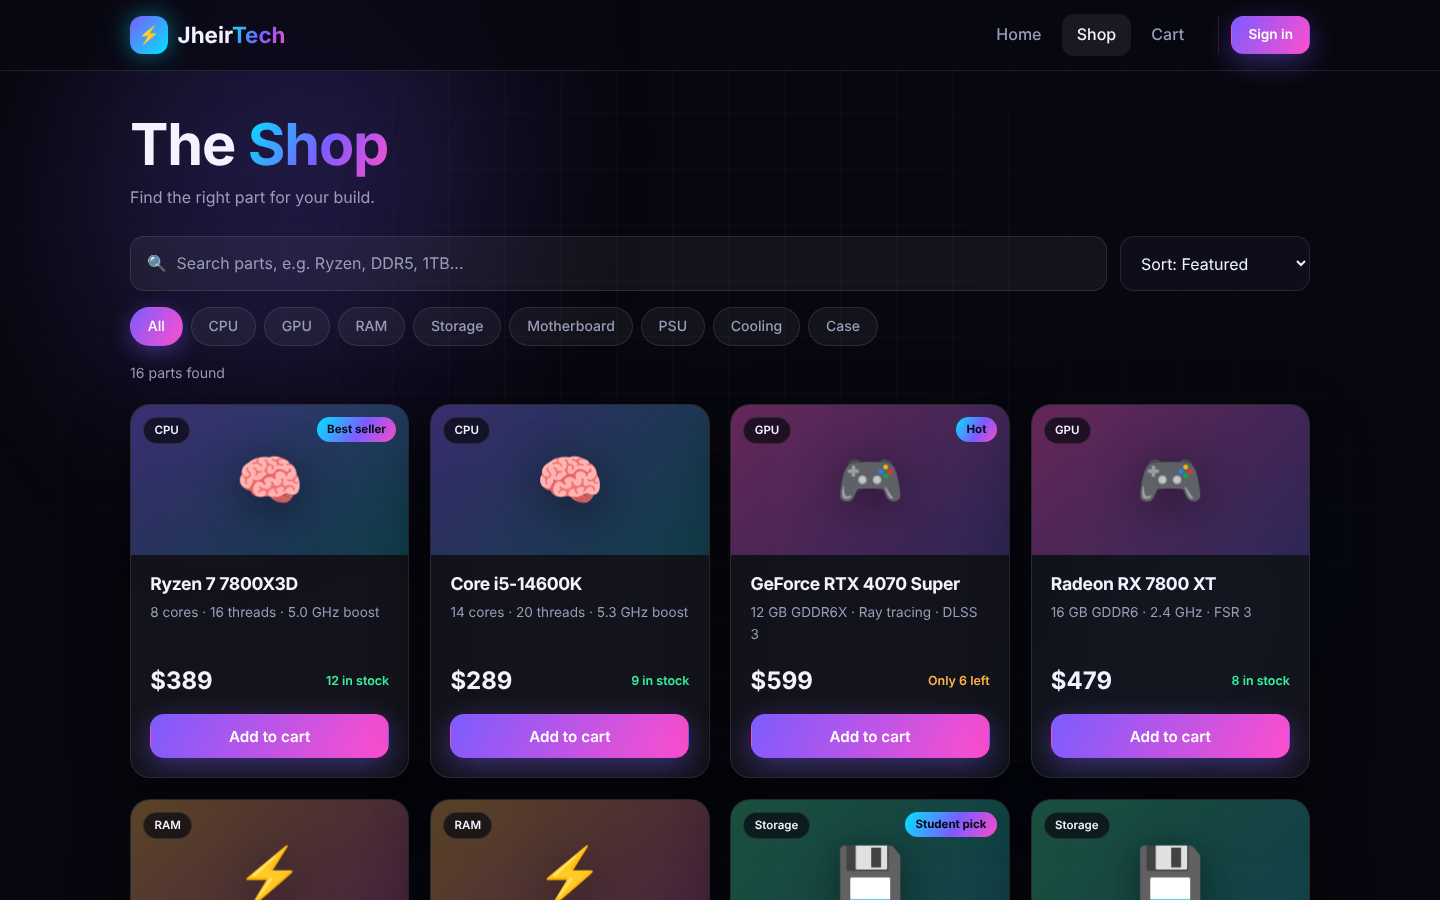 JheirTech
Home
Shop
Cart
Sign in
The Shop
Find the right part for your build.
Search parts, e.g. Ryzen, DDR5, 1TB...
Sort: Featured
All
CPU
GPU
RAM
Storage
Motherboard
PSU
Cooling
Case
16 parts found
CPU
Best seller
Ryzen 7 7800X3D
8 cores · 16 threads · 5.0 GHz boost
$389
12 in stock
Add to cart
CPU
Core i5-14600K
14 cores · 20 threads · 5.3 GHz boost
$289
9 in stock
Add to cart
GPU
Hot
GeForce RTX 4070 Super
12 GB GDDR6X · Ray tracing · DLSS
3
$599
Only 6 left
Add to cart
GPU
Radeon RX 7800 XT
16 GB GDDR6 · 2.4 GHz · FSR 3
$479
8 in stock
Add to cart
RAM
RAM
Storage
Student pick
Storage